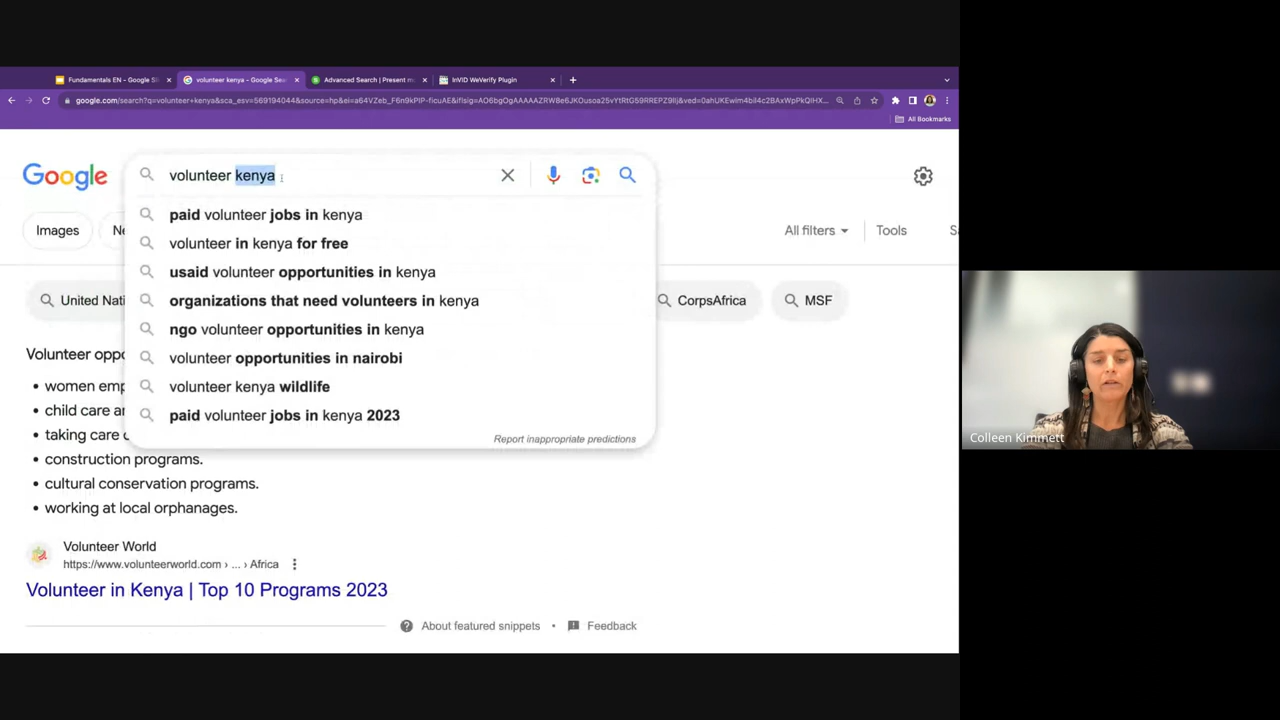 Fundamentals EN - Google Sli
volunteer kenya - Google Sea
Advanced Search | Present m
InVID WeVerify Plugin
All Bookmarks
Google
volunteer kenya
paid volunteer jobs in kenya
volunteer in kenya for free
usaid volunteer opportunities in kenya
organizations that need volunteers in kenya
ngo volunteer opportunities in kenya
volunteer opportunities in nairobi
volunteer kenya wildlife
paid volunteer jobs in kenya 2023
Report inappropriate predictions
Images
Ne
All filters
Tools
Sa
United Nati
CorpsAfrica
MSF
Volunteer oppo
• women emp
• child care a
• taking care o
• construction programs.
• cultural conservation programs.
• working at local orphanages.
Volunteer World
https://www.volunteerworld.com › ... › Africa
Volunteer in Kenya | Top 10 Programs 2023
About featured snippets
•
Feedback
Colleen Kimmett